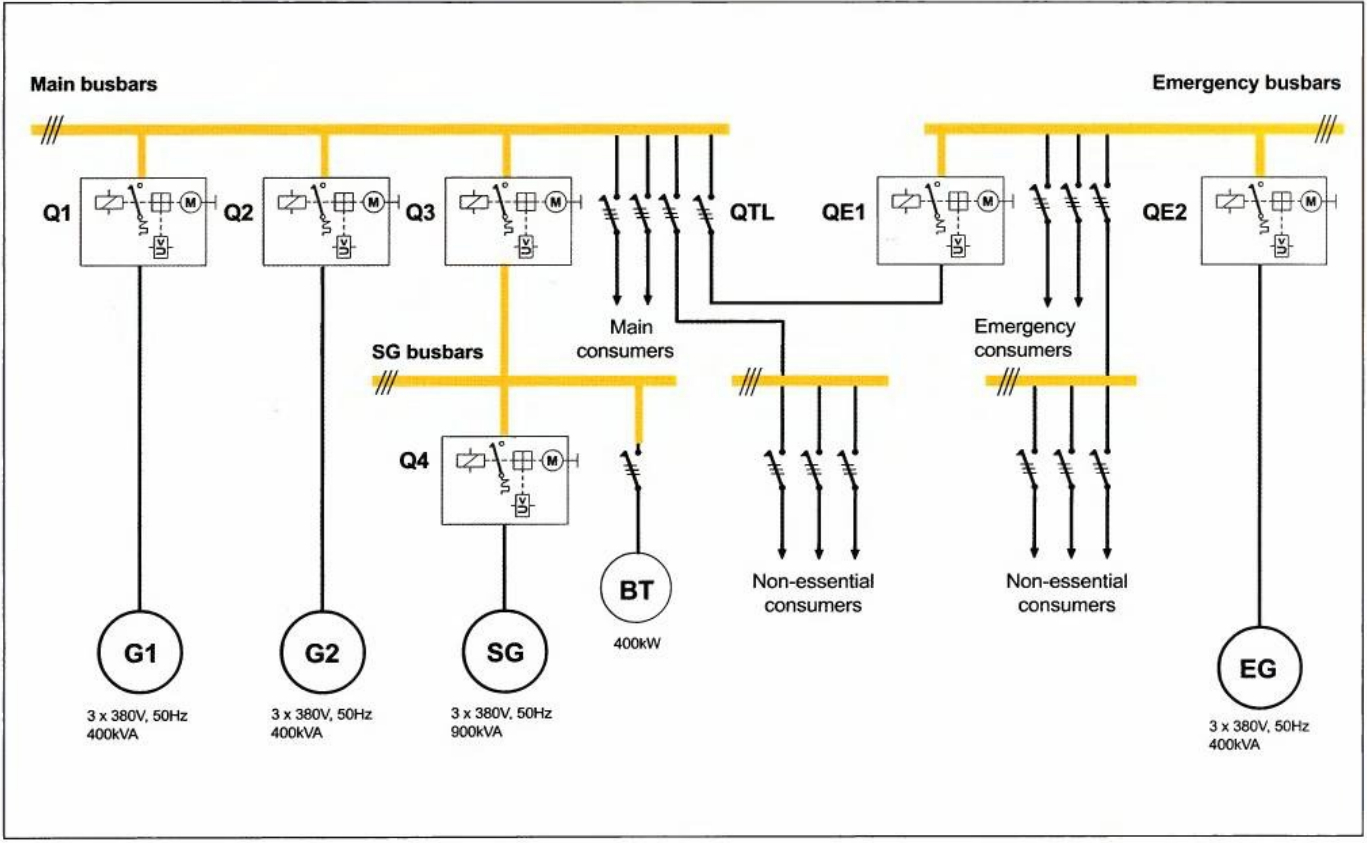 Main busbars
Emergency busbars
Q1
M
Q2
M
Q3
M
QTL
QE1
M
QE2
M
Main
consumers
Emergency
consumers
SG busbars
Q4
M
Non-essential
consumers
Non-essential
consumers
BT
400kW
G1
G2
SG
EG
3 x 380V, 50Hz
400kVA
3 x 380V, 50Hz
400kVA
3 x 380V, 50Hz
900kVA
3 x 380V, 50Hz
400kVA